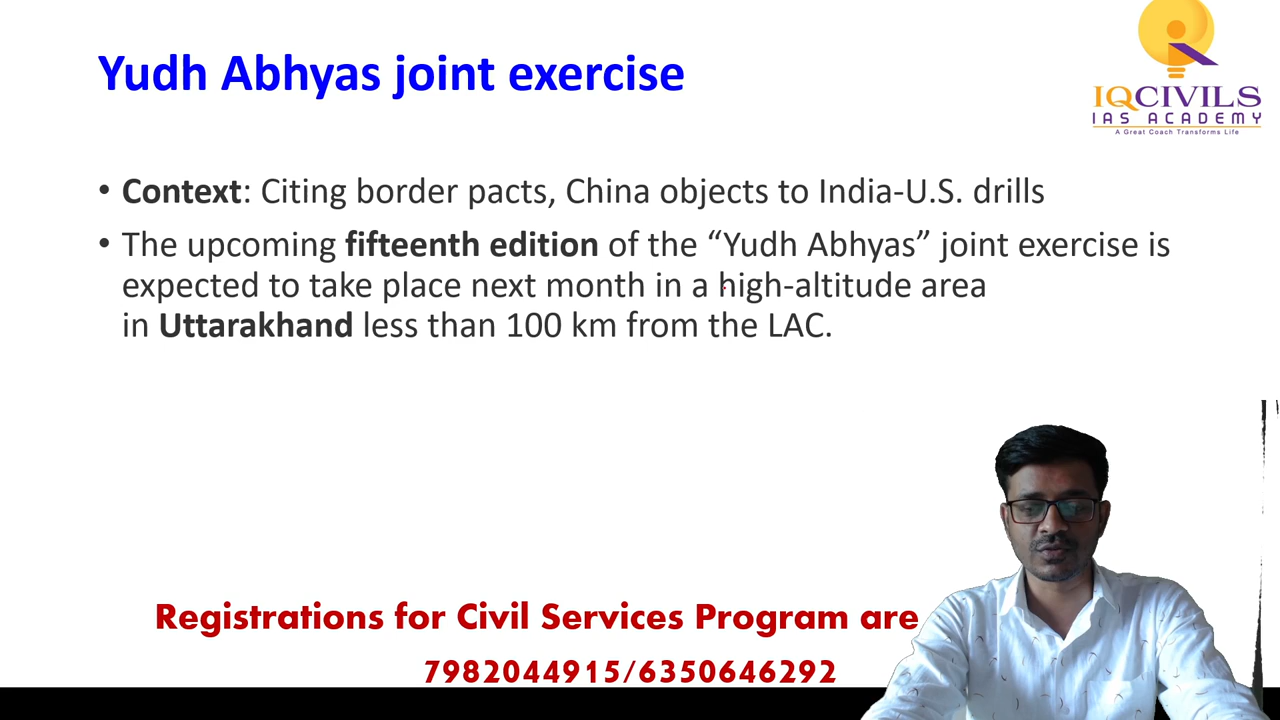 Yudh Abhyas joint exercise
IQCIVILS
IAS ACADEMY
A Great Coach Transforms Life
• Context: Citing border pacts, China objects to India-U.S. drills
• The upcoming fifteenth edition of the “Yudh Abhyas” joint exercise is
expected to take place next month in a high-altitude area
in Uttarakhand less than 100 km from the LAC.
Registrations for Civil Services Program are
7982044915/6350646292